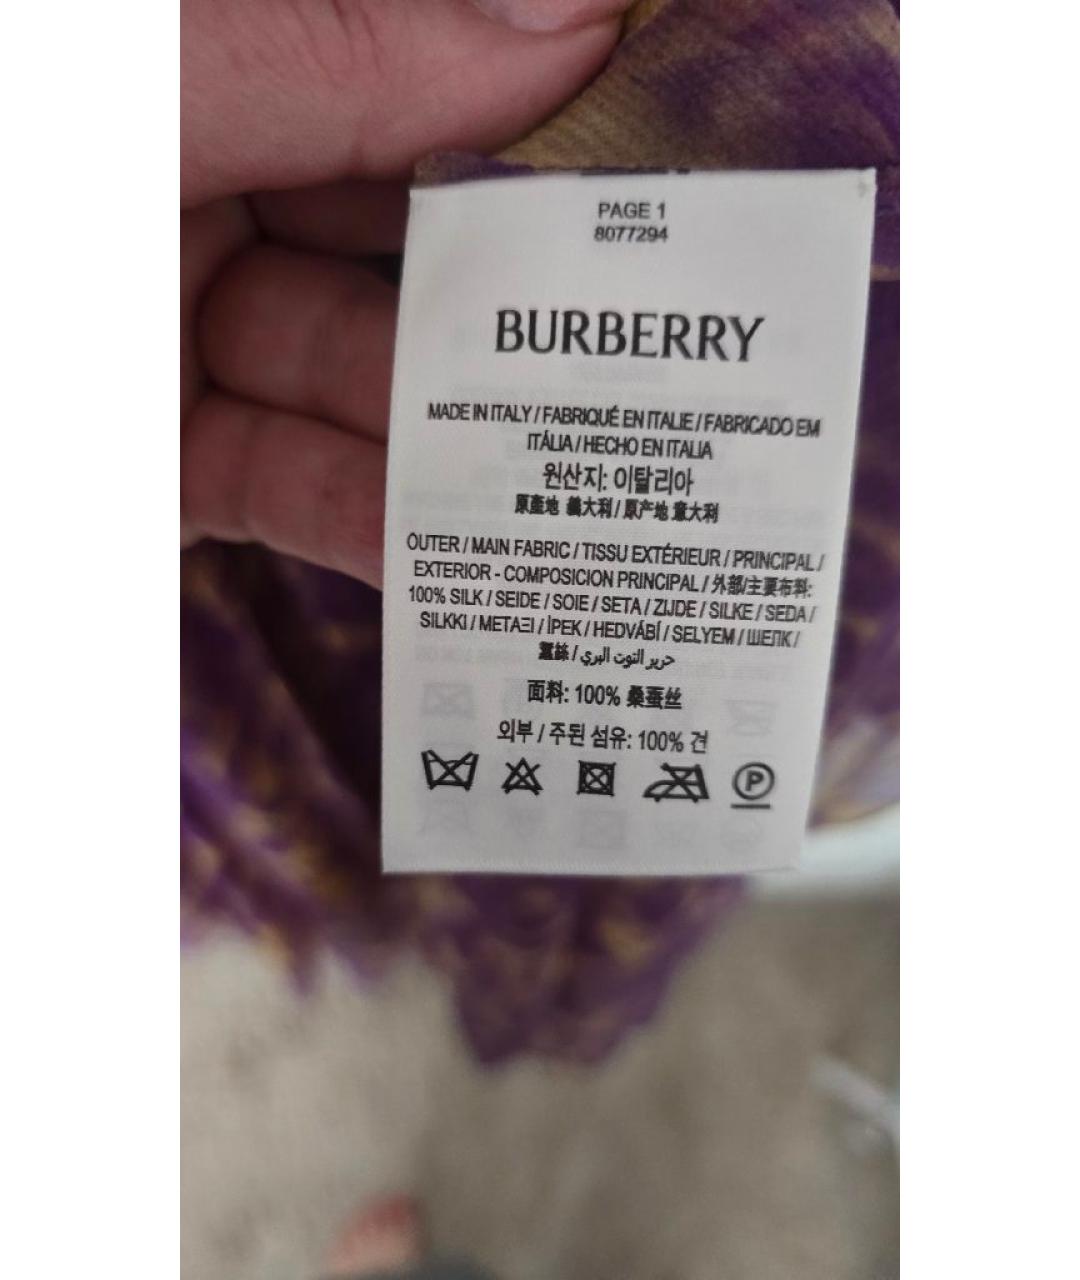 PAGE 1
8077294
BURBERRY
MADE IN ITALY / FABRIQUÉ EN ITALIE / FABRICADO EM
ITÁLIA / HECHO EN ITALIA
원산지: 이탈리아
原產地 義大利 / 原产地 意大利
OUTER / MAIN FABRIC / TISSU EXTÉRIEUR / PRINCIPAL /
EXTERIOR - COMPOSICION PRINCIPAL / 外部/主要布料:
100% SILK / SEIDE / SOIE / SETA / ZIJDE / SILKE / SEDA /
SILKKI / ΜΕΤΑΞΙ / İPEK / HEDVÁBÍ / SELYEM / ШЕЛК /
蠶絲 / حرير التوت البري
面料: 100% 桑蚕丝
외부 / 주된 섬유: 100% 견
P